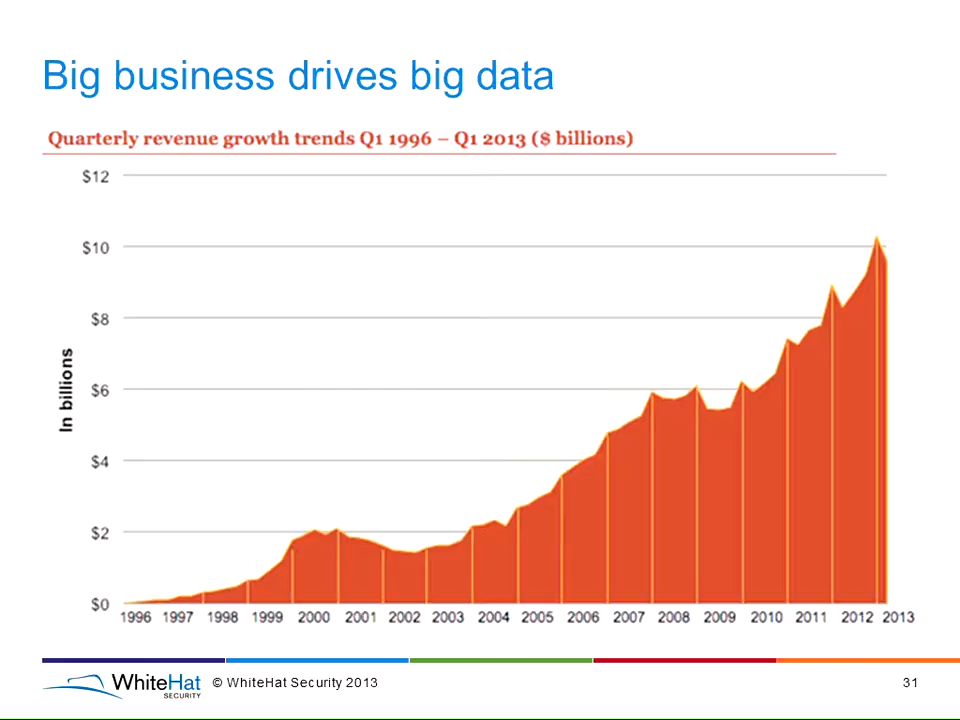 Big business drives big data
Quarterly revenue growth trends Q1 1996 – Q1 2013 ($ billions)
$12
$10
$8
$6
$4
$2
$0
In billions
1996 1997 1998 1999 2000 2001 2002 2003 2004 2005 2006 2007 2008 2009 2010 2011 2012 2013
WhiteHat
SECURITY
© WhiteHat Security 2013
31